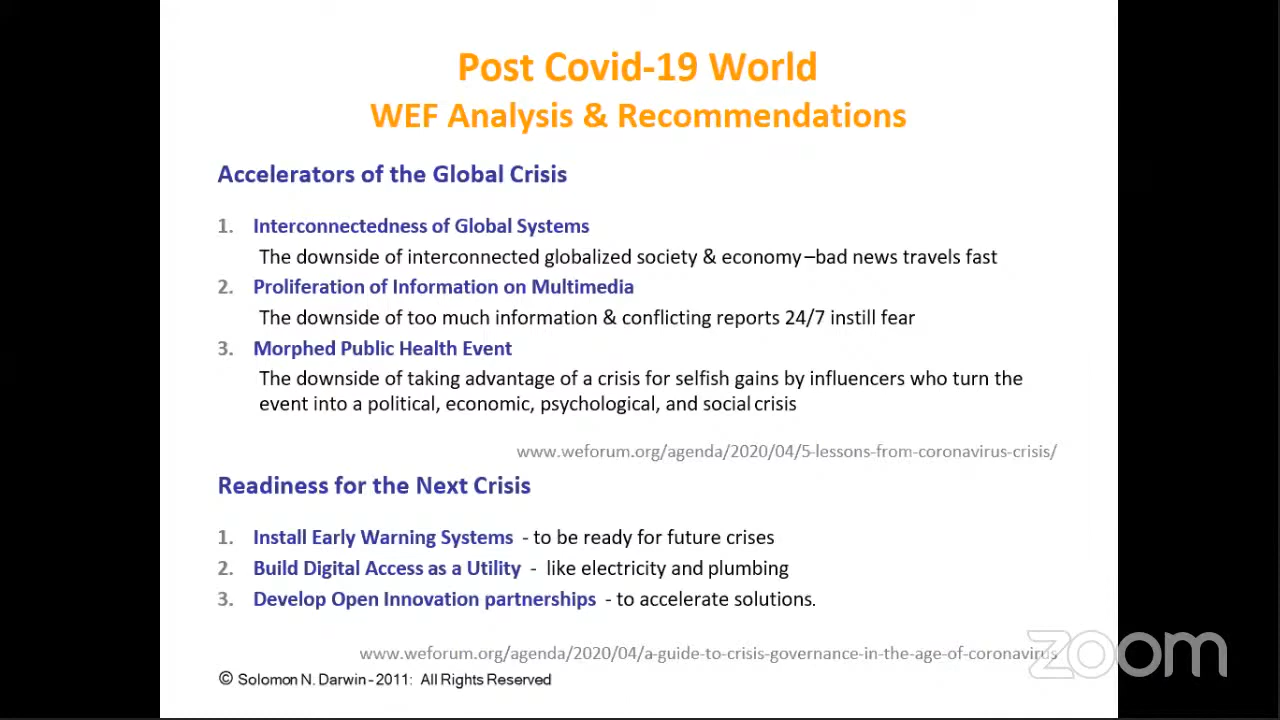 Post Covid-19 World
WEF Analysis & Recommendations
Accelerators of the Global Crisis
1. Interconnectedness of Global Systems
The downside of interconnected globalized society & economy –bad news travels fast
2. Proliferation of Information on Multimedia
The downside of too much information & conflicting reports 24/7 instill fear
3. Morphed Public Health Event
The downside of taking advantage of a crisis for selfish gains by influencers who turn the
event into a political, economic, psychological, and social crisis
www.weforum.org/agenda/2020/04/5-lessons-from-coronavirus-crisis/
Readiness for the Next Crisis
1. Install Early Warning Systems - to be ready for future crises
2. Build Digital Access as a Utility - like electricity and plumbing
3. Develop Open Innovation partnerships - to accelerate solutions.
www.weforum.org/agenda/2020/04/a-guide-to-crisis-governance-in-the-age-of-coronavirus
zoom
© Solomon N. Darwin - 2011: All Rights Reserved